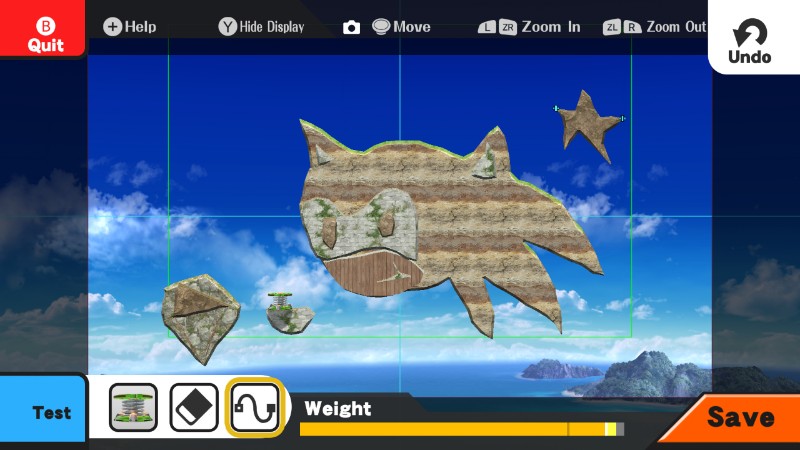 B
Quit
+ Help
Y Hide Display
Move
L ZR Zoom In
ZL R Zoom Out
Undo
Test
Weight
Save